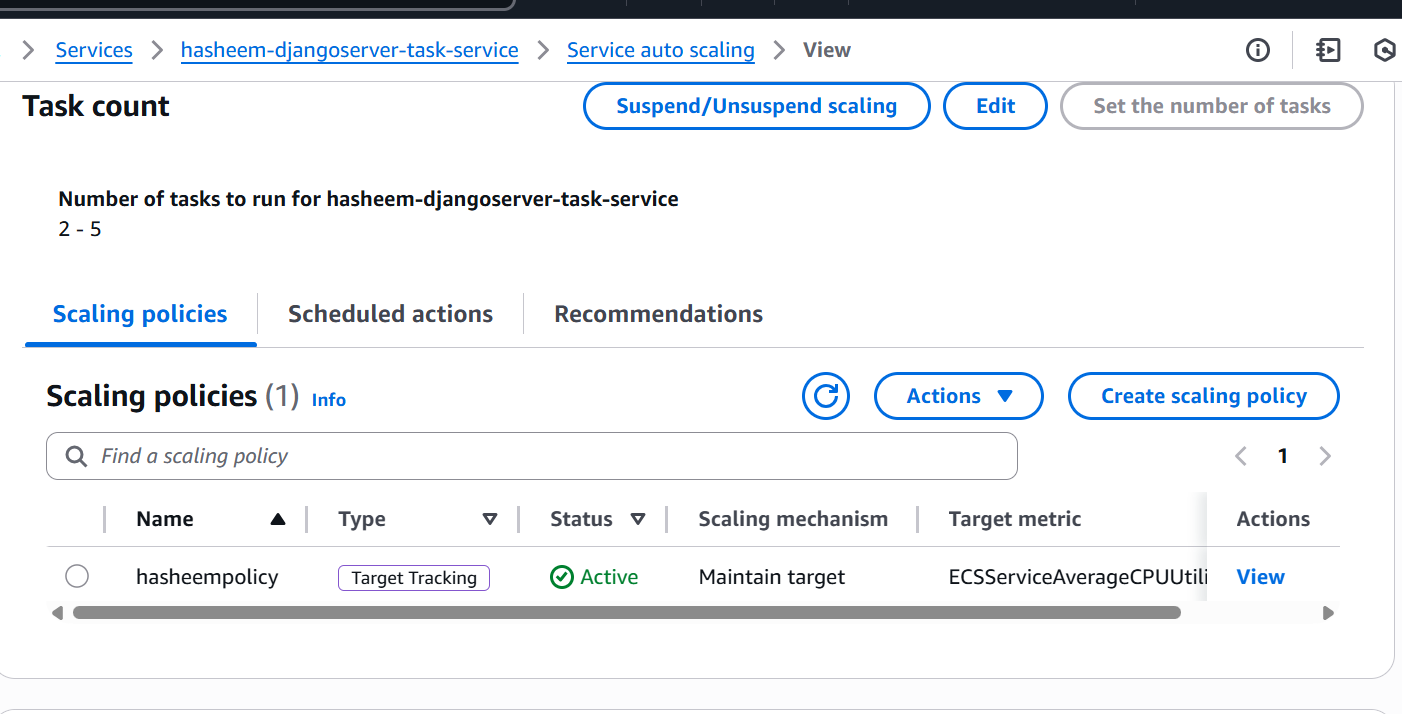 Services hasheem-djangoserver-task-service Service auto scaling View
Task count Suspend/Unsuspend scaling Edit Set the number of tasks
Number of tasks to run for hasheem-djangoserver-task-service
2 - 5
Scaling policies Scheduled actions Recommendations
Scaling policies (1) Info Actions Create scaling policy
Find a scaling policy 1
Name Type Status Scaling mechanism Target metric Actions
hasheempolicy Target Tracking Active Maintain target ECSServiceAverageCPUUtili View